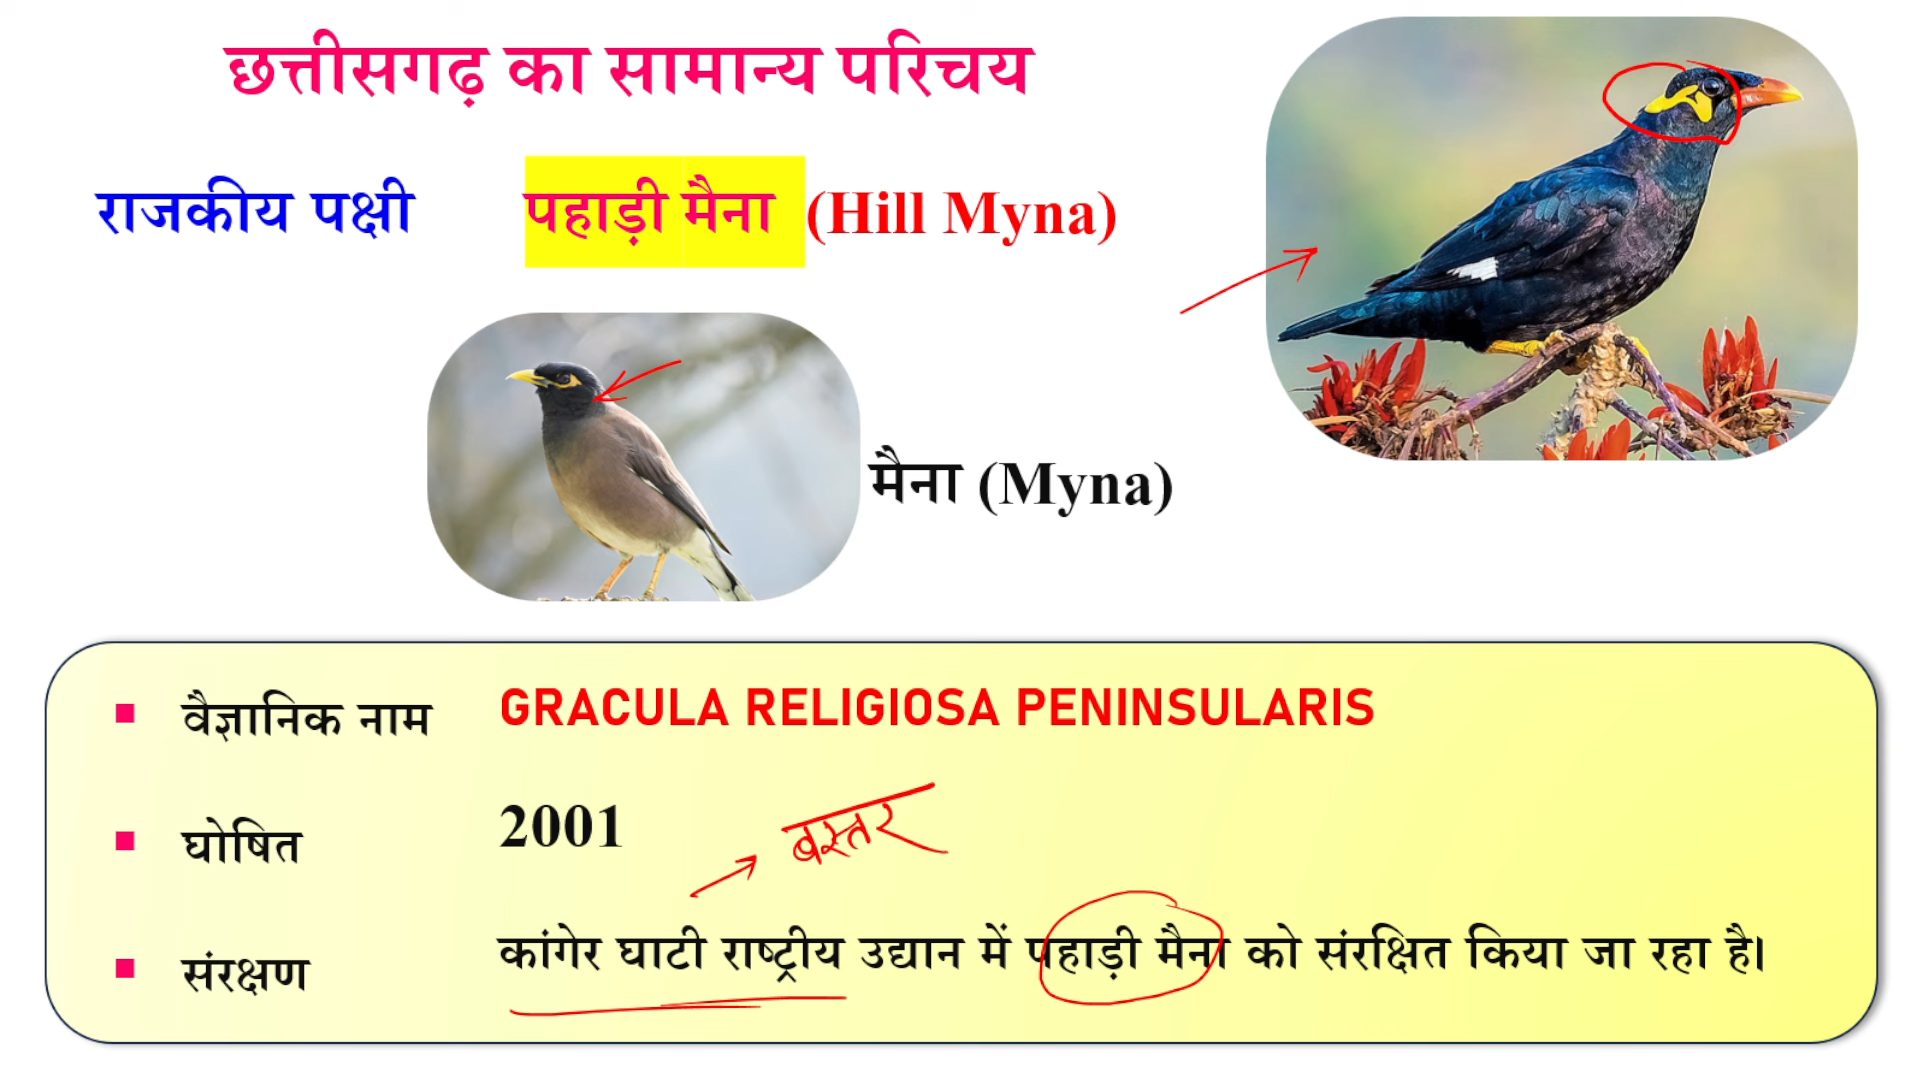 छत्तीसगढ़ का सामान्य परिचय
राजकीय पक्षी पहाड़ी मैना (Hill Myna)
मैना (Myna)
वैज्ञानिक नाम GRACULA RELIGIOSA PENINSULARIS
घोषित 2001
बस्तर
संरक्षण कांगेर घाटी राष्ट्रीय उद्यान में पहाड़ी मैना को संरक्षित किया जा रहा है।